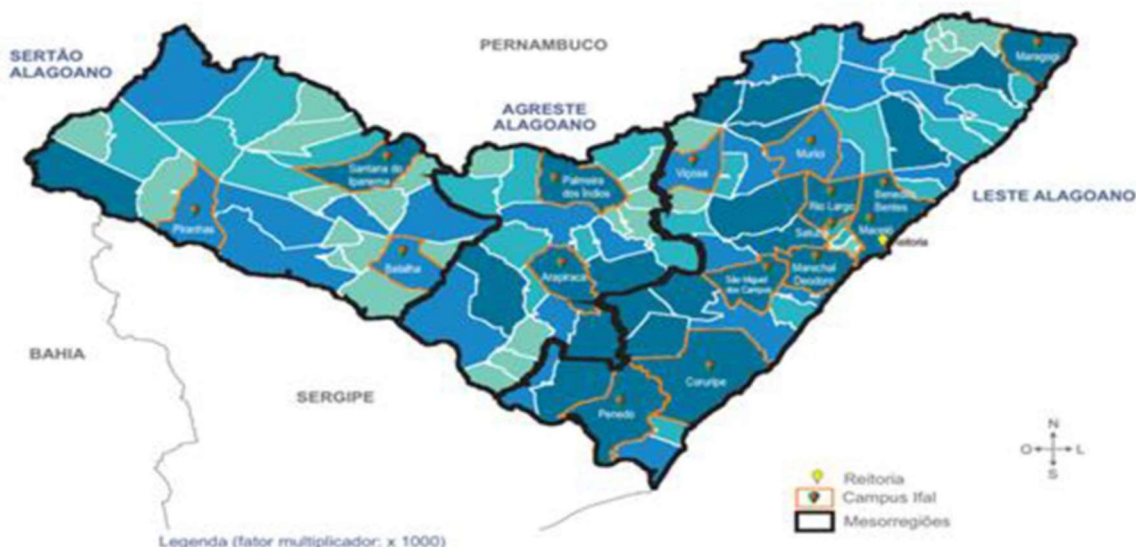 PERNAMBUCO
SERTÃO
ALAGOANO
AGRESTE
ALAGOANO
LESTE ALAGOANO
Maragogi
Santana do
Ipanema
Palmeira
dos Índios
Viçosa
Murici
Rio Largo
Benedito
Bentes
Piranhas
Satuba
Maceió
Reitoria
Batalha
Arapiraca
São Miguel
dos Campus
Marechal
Deodoro
BAHIA
SERGIPE
Coruripe
Penedo
N
O
L
S
Reitoria
Campus Ifal
Mesorregiões
Legenda (fator multiplicador: x 1000)